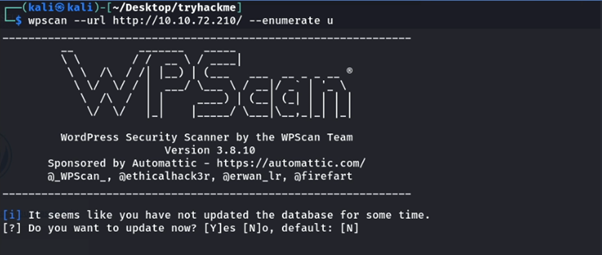 (kali㉿kali)-[~/Desktop/tryhackme]
$ wpscan --url http://10.10.72.210/ --enumerate u
WPScan ®
WordPress Security Scanner by the WPScan Team
Version 3.8.10
Sponsored by Automattic - https://automattic.com/
@_WPScan_, @ethicalhack3r, @erwan_lr, @firefart
[i] It seems like you have not updated the database for some time.
[?] Do you want to update now? [Y]es [N]o, default: [N]